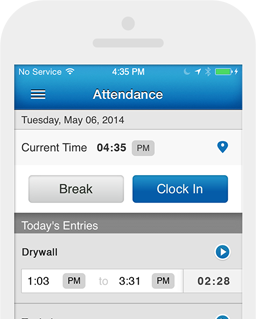 No Service 4:35 PM
Attendance
Tuesday, May 06, 2014
Current Time 04:35 PM
Break Clock In
Today's Entries
Drywall
1:03 PM to 3:31 PM 02:28